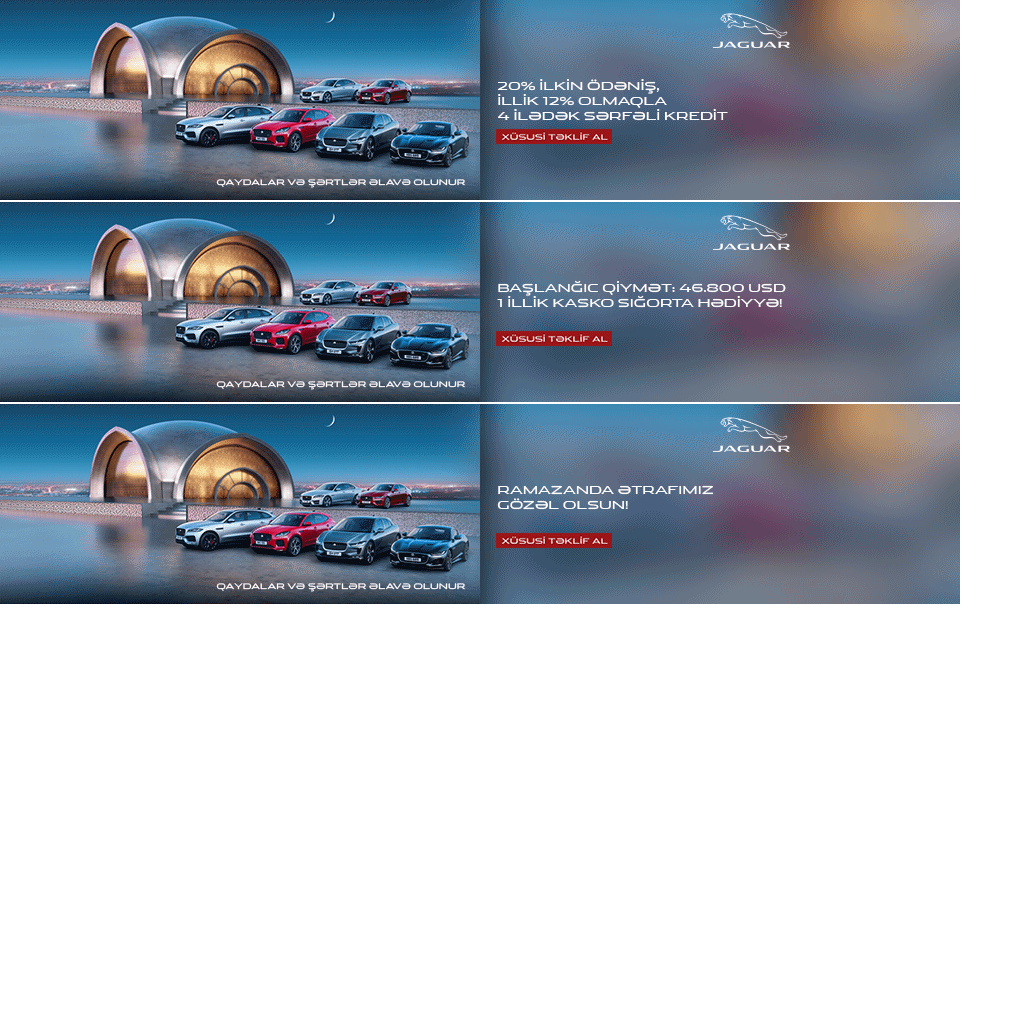 JAGUAR
20% İLKİN ÖDƏNİŞ,
İLLİK 12% OLMAQLA
4 İLƏDƏK SƏRFƏLİ KREDİT
XÜSUSİ TƏKLİF AL
QAYDALAR VƏ ŞƏRTLƏR ƏLAVƏ OLUNUR
JAGUAR
BAŞLANĞIC QİYMƏT: 46.800 USD
1 İLLİK KASKO SIĞORTA HƏDİYYƏ!
XÜSUSİ TƏKLİF AL
QAYDALAR VƏ ŞƏRTLƏR ƏLAVƏ OLUNUR
JAGUAR
RAMAZANDA ƏTRAFIMIZ
GÖZƏL OLSUN!
XÜSUSİ TƏKLİF AL
QAYDALAR VƏ ŞƏRTLƏR ƏLAVƏ OLUNUR